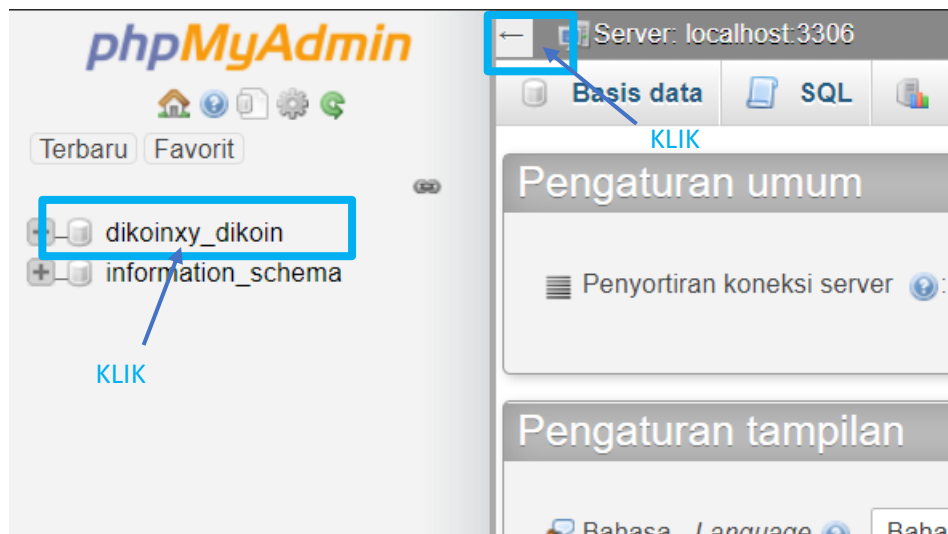 phpMyAdmin
Terbaru Favorit
dikoinxy_dikoin
information_schema
KLIK
← Server: localhost:3306
Basis data SQL
KLIK
Pengaturan umum
Penyortiran koneksi server :
Pengaturan tampilan
Bahasa - Language Baha